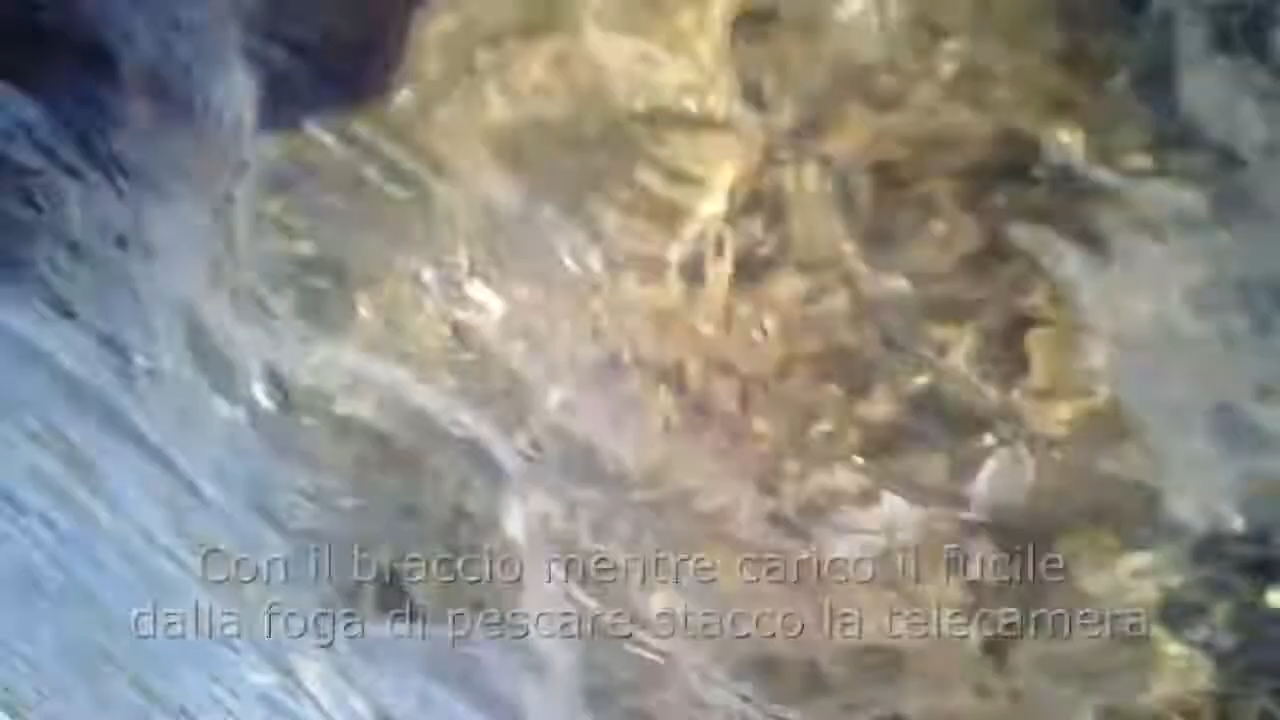 Con il braccio mentre carico il fucile
dalla foga di pescare stacco la telecamera